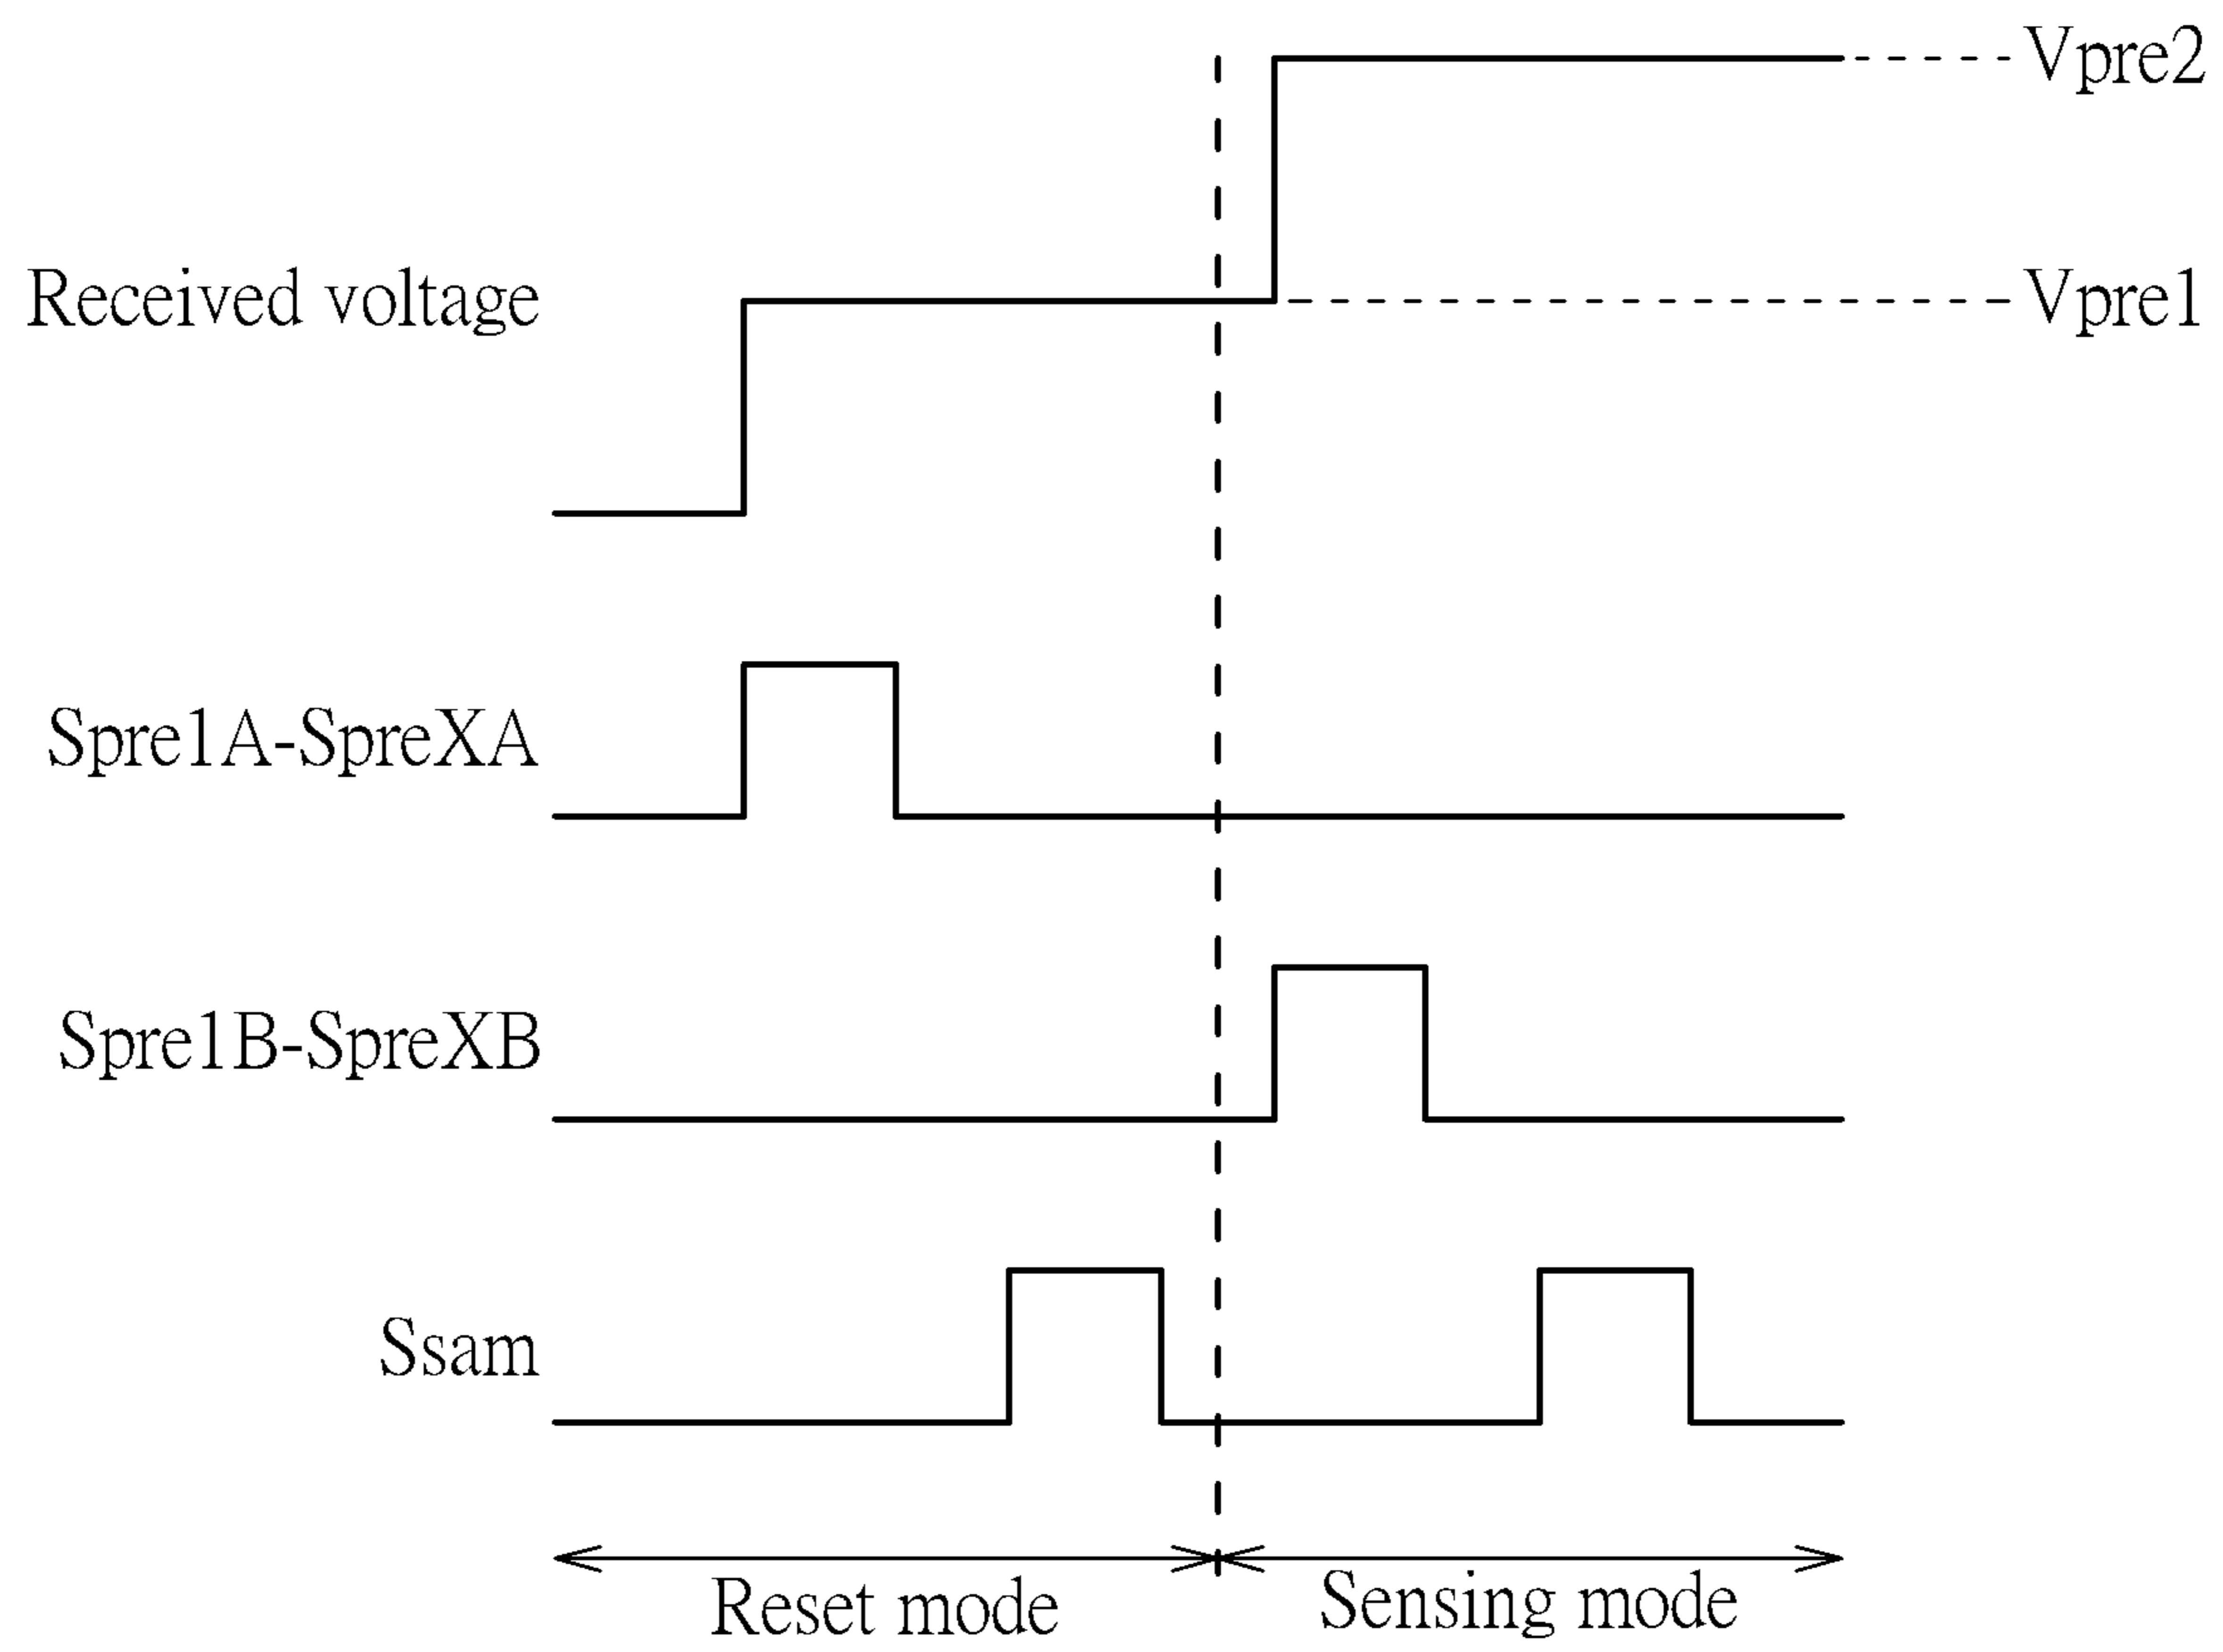 Vpre2
Received voltage
Vpre1
Spre1A-SpreXA
Spre1B-SpreXB
Ssam
Reset mode
Sensing mode